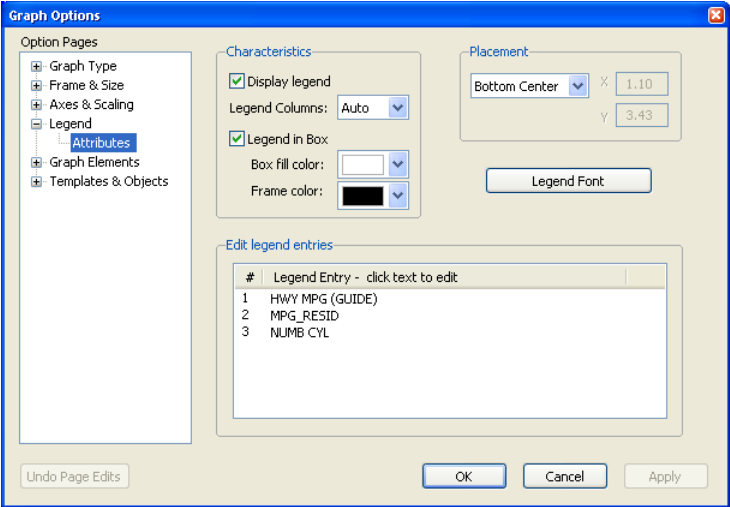 Graph Options
Option Pages
Graph Type
Frame & Size
Axes & Scaling
Legend
Attributes
Graph Elements
Templates & Objects
Characteristics
Display legend
Legend Columns: Auto
Legend in Box
Box fill color:
Frame color:
Placement
Bottom Center X 1.10
Y 3.43
Legend Font
Edit legend entries
# Legend Entry - click text to edit
1 HWY MPG (GUIDE)
2 MPG_RESID
3 NUMB CYL
Undo Page Edits OK Cancel Apply